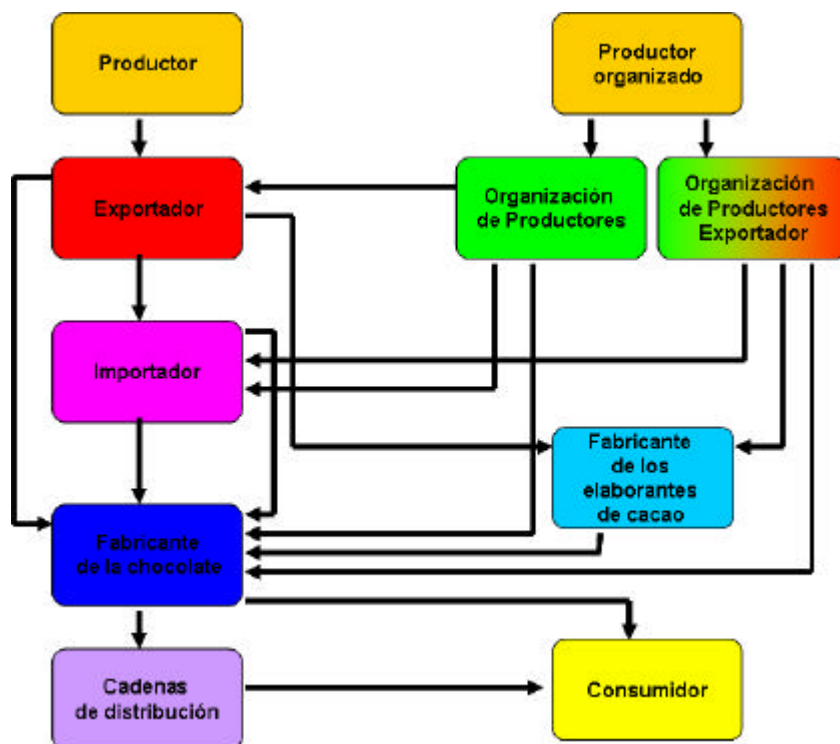 Productor
Productor
organizado
Exportador
Organización
de Productores
Organización
de Productores
Exportador
Importador
Fabricante
de los
elaborantes
de cacao
Fabricante
de la chocolate
Cadenas
de distribución
Consumidor